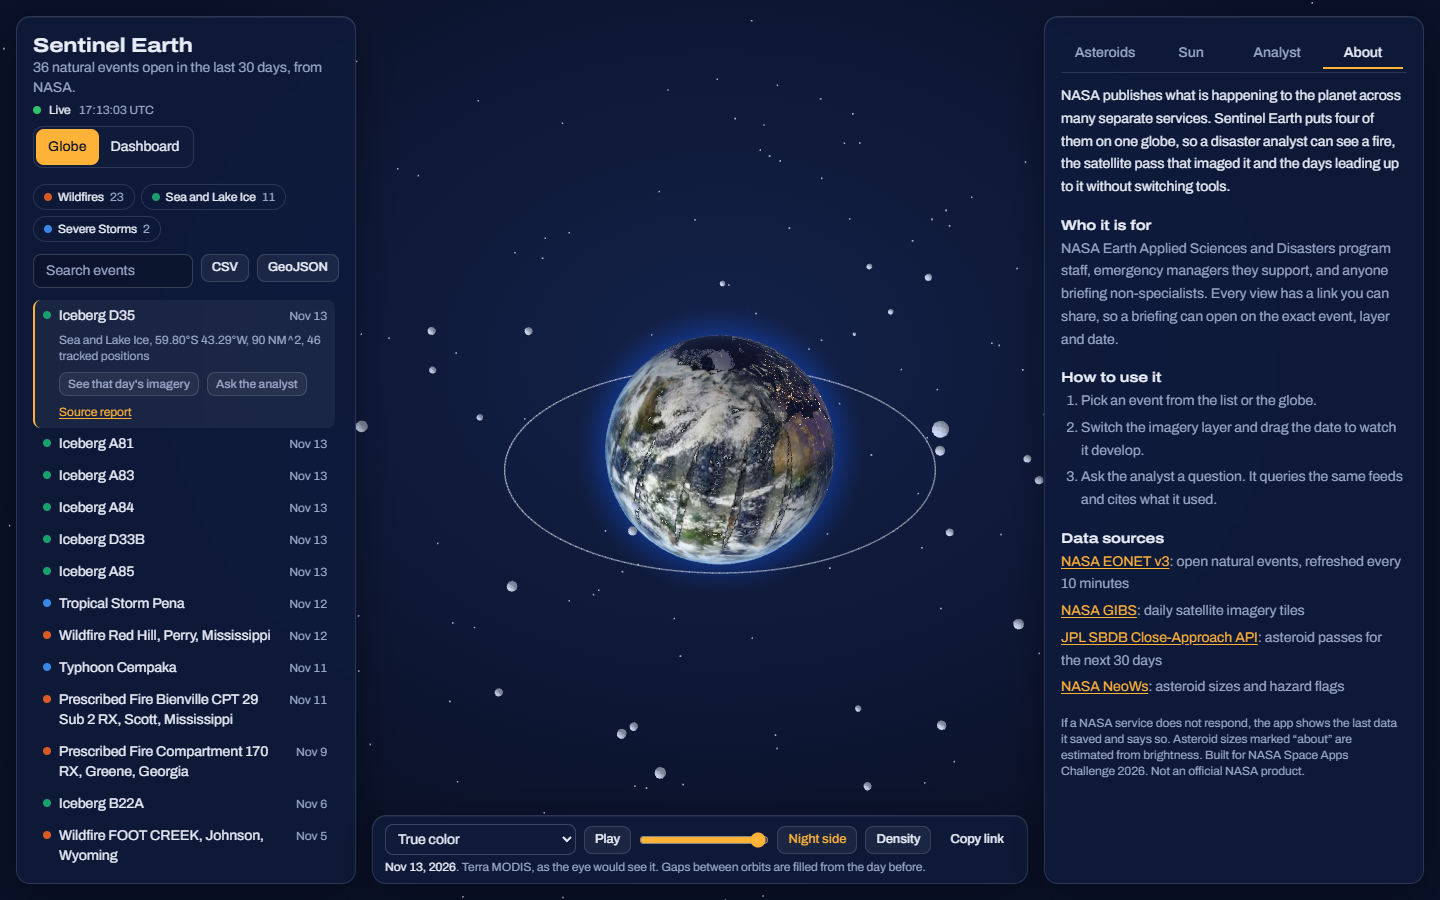 Sentinel Earth
36 natural events open in the last 30 days, from
NASA.
Live 17:13:03 UTC
Globe Dashboard
Wildfires 23 Sea and Lake Ice 11
Severe Storms 2
Search events CSV GeoJSON
Iceberg D35 Nov 13
Sea and Lake Ice, 59.80°S 43.29°W, 90 NM^2, 46
tracked positions
See that day's imagery Ask the analyst
Source report
Iceberg A81 Nov 13
Iceberg A83 Nov 13
Iceberg A84 Nov 13
Iceberg D33B Nov 13
Iceberg A85 Nov 13
Tropical Storm Pena Nov 12
Wildfire Red Hill, Perry, Mississippi Nov 12
Typhoon Cempaka Nov 11
Prescribed Fire Bienville CPT 29 Nov 11
Sub 2 RX, Scott, Mississippi
Prescribed Fire Compartment 170 Nov 9
RX, Greene, Georgia
Iceberg B22A Nov 6
Wildfire FOOT CREEK, Johnson, Nov 5
Wyoming
True color Play Night side Density Copy link
Nov 13, 2026. Terra MODIS, as the eye would see it. Gaps between orbits are filled from the day before.
Asteroids Sun Analyst About
NASA publishes what is happening to the planet across
many separate services. Sentinel Earth puts four of
them on one globe, so a disaster analyst can see a fire,
the satellite pass that imaged it and the days leading up
to it without switching tools.
Who it is for
NASA Earth Applied Sciences and Disasters program
staff, emergency managers they support, and anyone
briefing non-specialists. Every view has a link you can
share, so a briefing can open on the exact event, layer
and date.
How to use it
1. Pick an event from the list or the globe.
2. Switch the imagery layer and drag the date to watch
it develop.
3. Ask the analyst a question. It queries the same feeds
and cites what it used.
Data sources
NASA EONET v3: open natural events, refreshed every
10 minutes
NASA GIBS: daily satellite imagery tiles
JPL SBDB Close-Approach API: asteroid passes for
the next 30 days
NASA NeoWs: asteroid sizes and hazard flags
If a NASA service does not respond, the app shows the last data
it saved and says so. Asteroid sizes marked “about” are
estimated from brightness. Built for NASA Space Apps
Challenge 2026. Not an official NASA product.